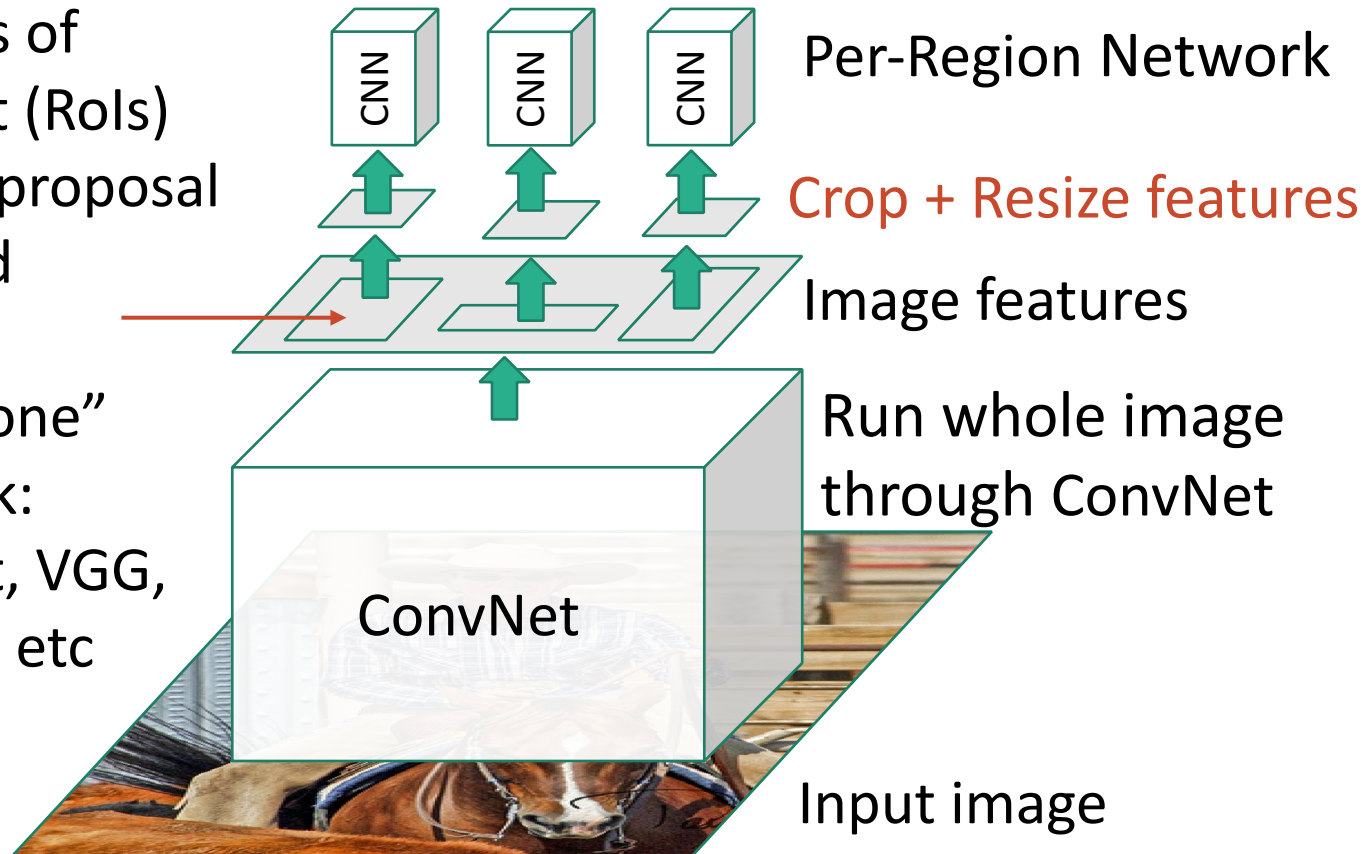 s of
t (RoIs)
proposal
d
one”
k:
t, VGG,
etc
CNN
CNN
CNN
Per-Region Network
Crop + Resize features
Image features
Run whole image
through ConvNet
ConvNet
Input image